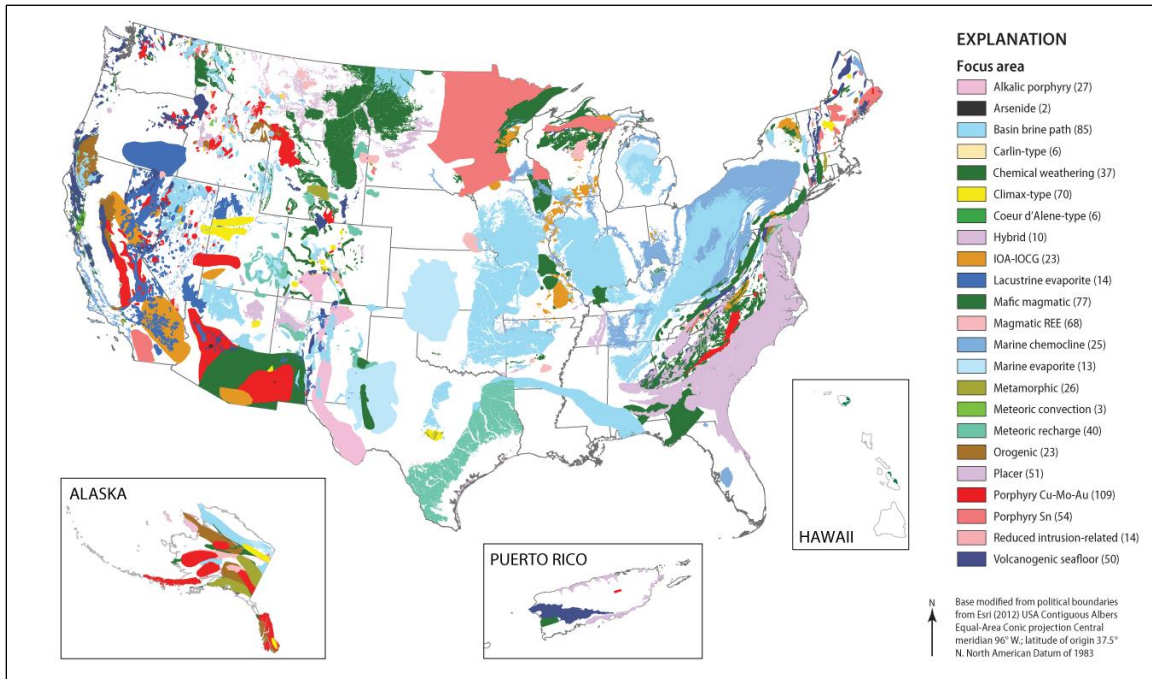 EXPLANATION
Focus area
Alkalic porphyry (27)
Arsenide (2)
Basin brine path (85)
Carlin-type (6)
Chemical weathering (37)
Climax-type (70)
Coeur d'Alene-type (6)
Hybrid (10)
IOA-IOCG (23)
Lacustrine evaporite (14)
Mafic magmatic (77)
Magmatic REE (68)
Marine chemocline (25)
Marine evaporite (13)
Metamorphic (26)
Meteoric convection (3)
Meteoric recharge (40)
Orogenic (23)
Placer (51)
Porphyry Cu-Mo-Au (109)
Porphyry Sn (54)
Reduced intrusion-related (14)
Volcanogenic seafloor (50)
ALASKA
PUERTO RICO
HAWAII
N
Base modified from political boundaries
from Esri (2012) USA Contiguous Albers
Equal-Area Conic projection Central
meridian 96° W.; latitude of origin 37.5°
N. North American Datum of 1983